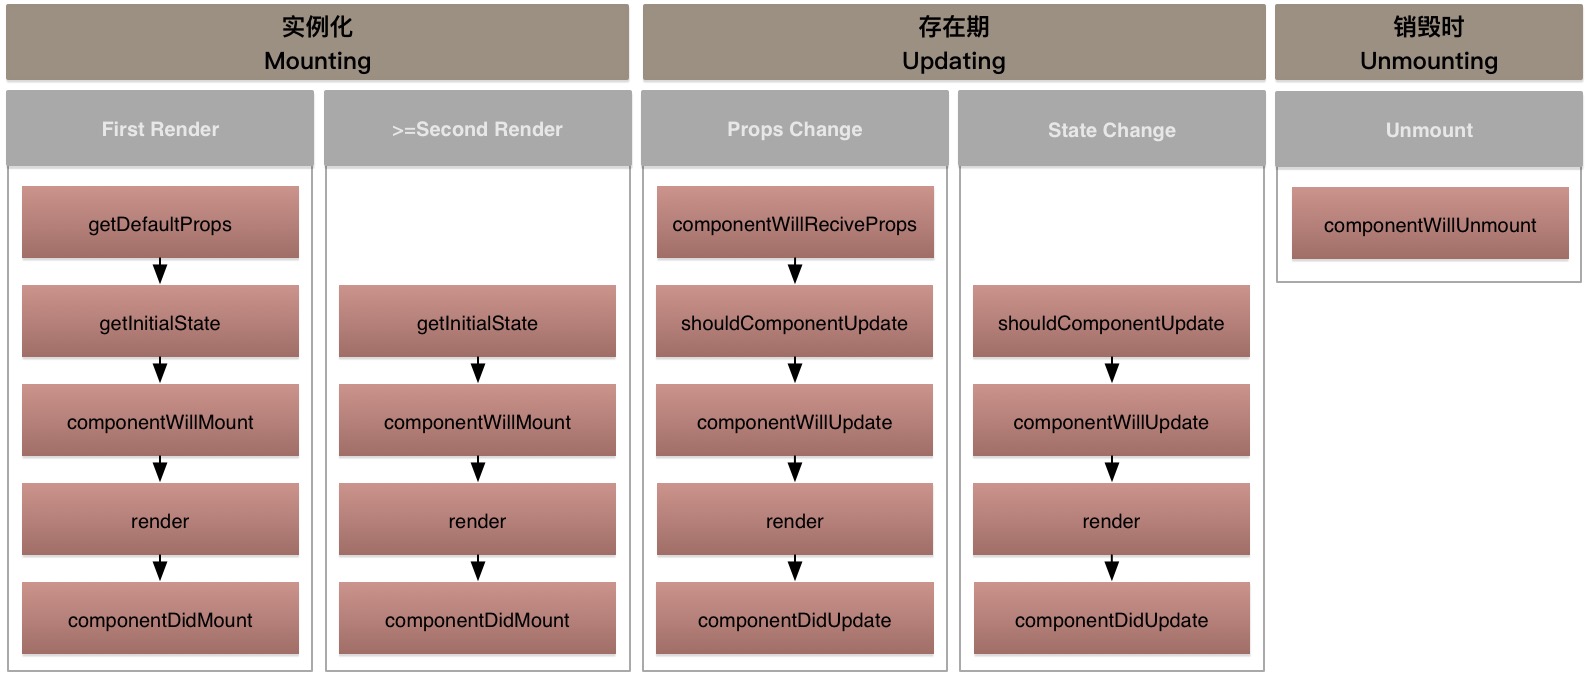 实例化
Mounting
存在期
Updating
销毁时
Unmounting
First Render
>=Second Render
Props Change
State Change
Unmount
getDefaultProps
getInitialState
componentWillMount
render
componentDidMount
getInitialState
componentWillMount
render
componentDidMount
componentWillReciveProps
shouldComponentUpdate
componentWillUpdate
render
componentDidUpdate
shouldComponentUpdate
componentWillUpdate
render
componentDidUpdate
componentWillUnmount